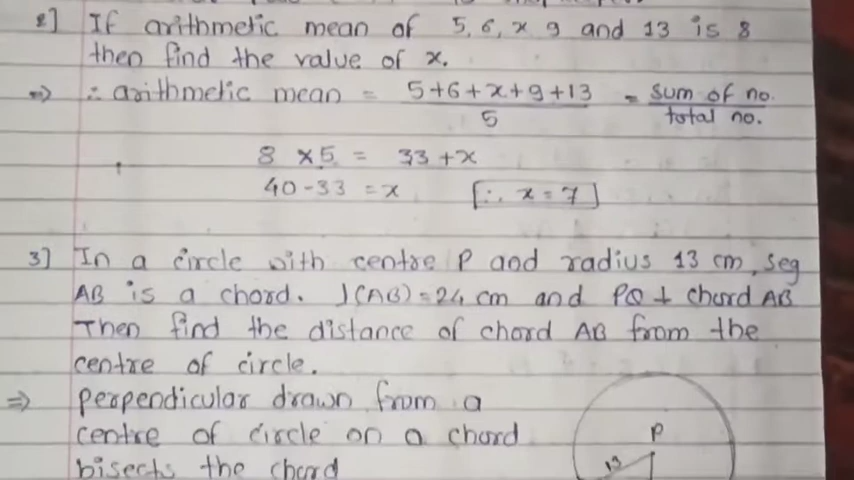 2] If arithmetic mean of 5, 6, x 9 and 13 is 8
then find the value of x.
⇒ ∴ arithmetic mean = 5+6+x+9+13 / 5 = sum of no. / total no.
8 × 5 = 33 + x
40 - 33 = x [∴ x = 7]
3] In a circle with centre P and radius 13 cm, seg
AB is a chord. l(AB) = 24 cm and PQ ⊥ chord AB
Then find the distance of chord AB from the
centre of circle.
⇒ perpendicular drawn from a
centre of circle on a chord
bisects the chord
P
13